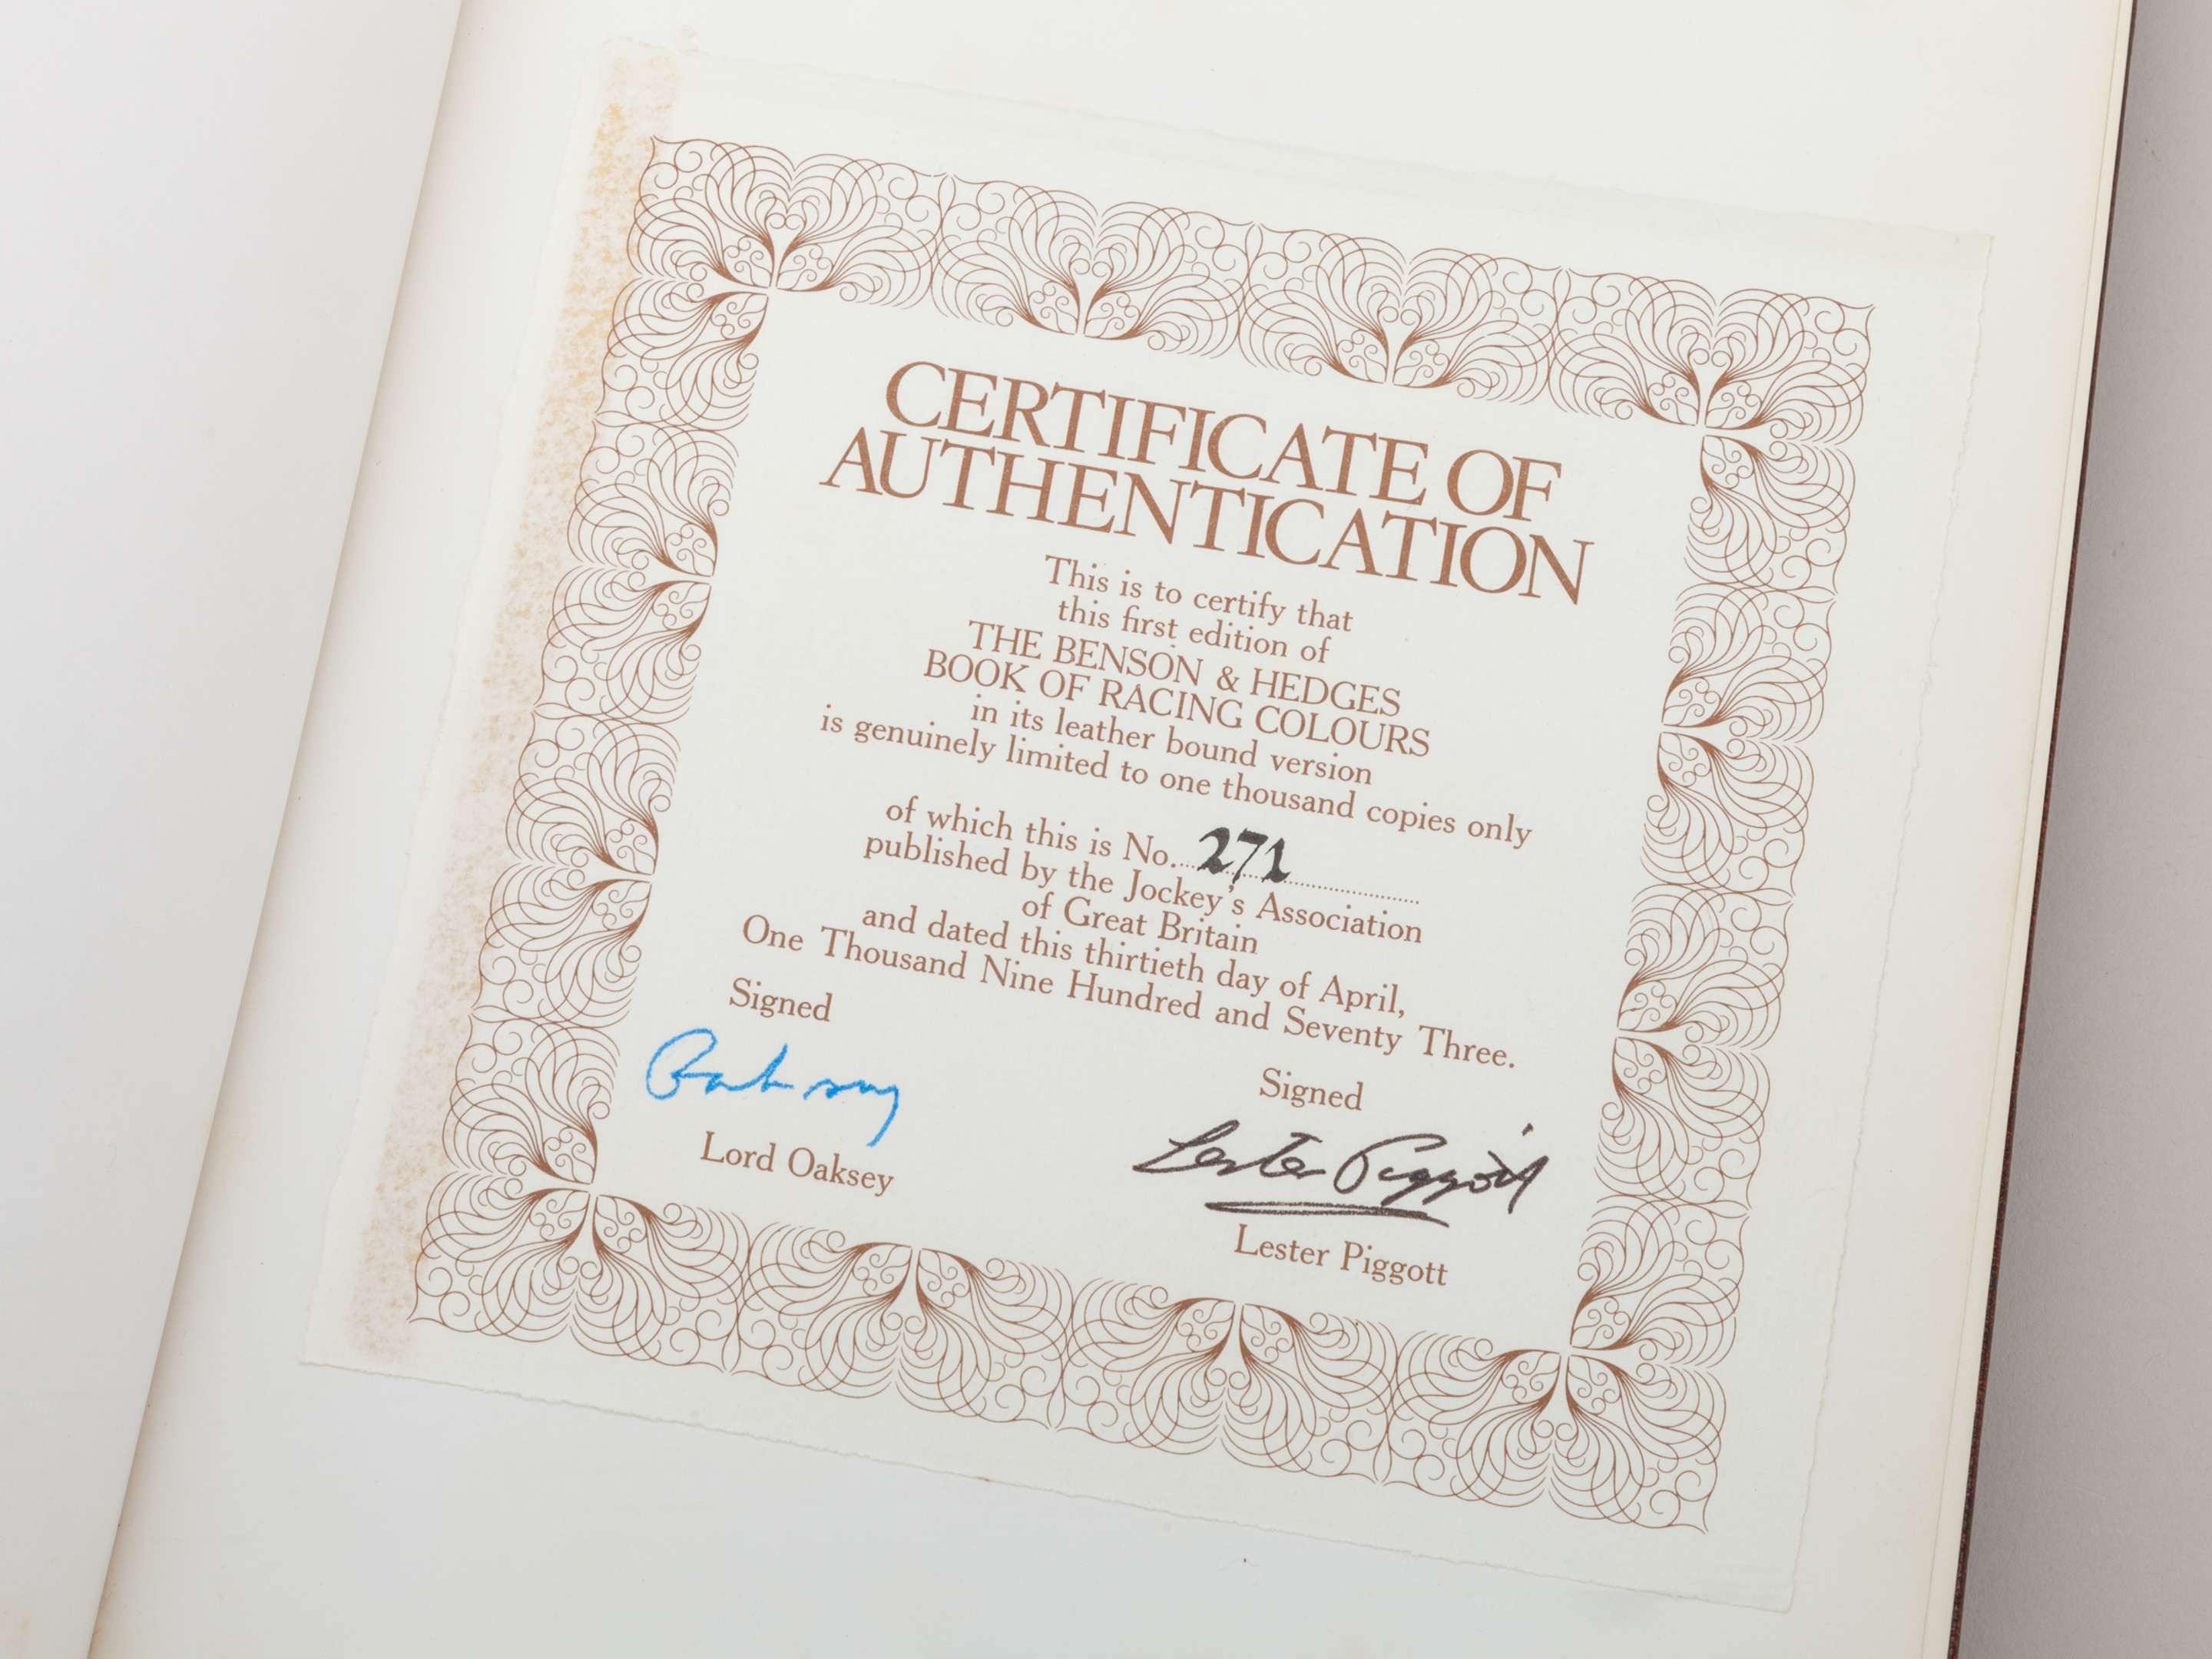 CERTIFICATE OF
AUTHENTICATION
This is to certify that
this first edition of
THE BENSON & HEDGES
BOOK OF RACING COLOURS
in its leather bound version
is genuinely limited to one thousand copies only
of which this is No. 271
published by the Jockey's Association
of Great Britain
and dated this thirtieth day of April,
One Thousand Nine Hundred and Seventy Three.
Signed
Oaksey
Lord Oaksey
Signed
Lester Piggott
Lester Piggott